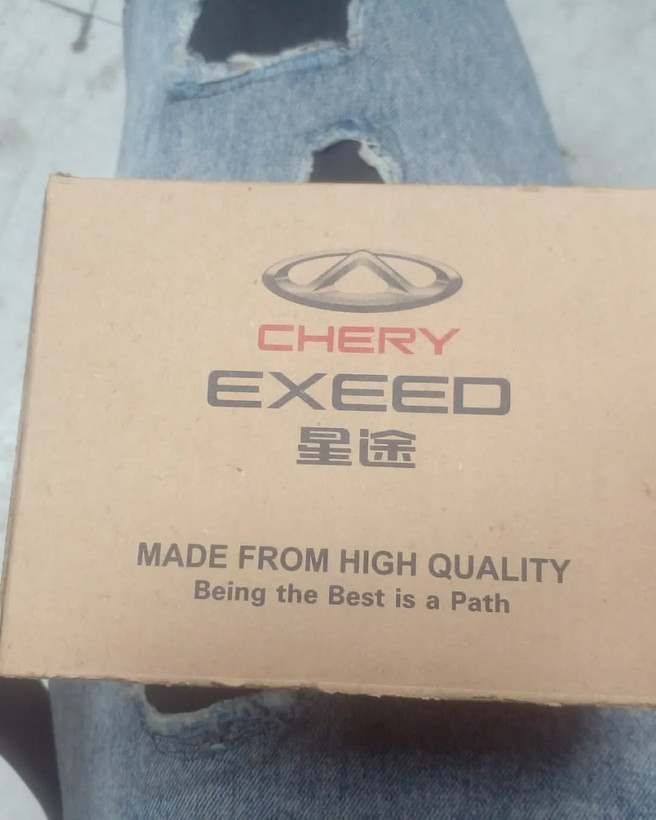 CHERY
EXEED
星途
MADE FROM HIGH QUALITY
Being the Best is a Path